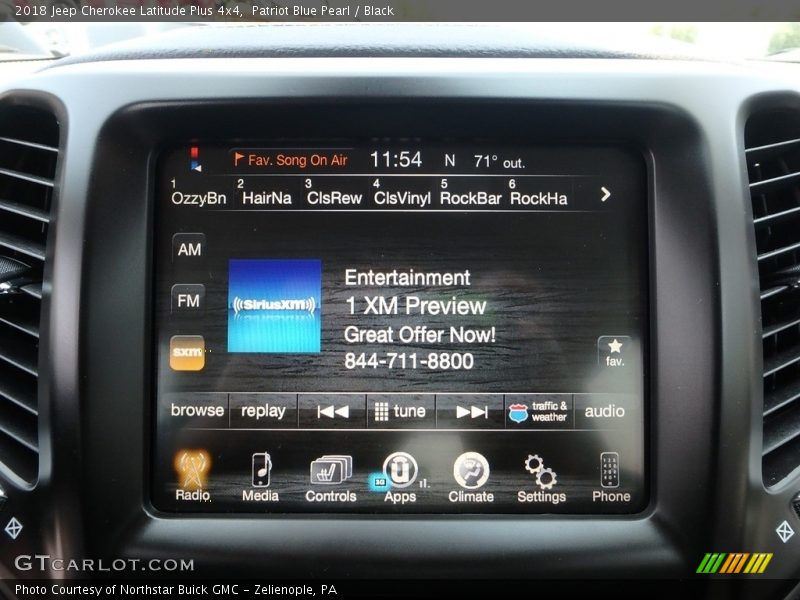 2018 Jeep Cherokee Latitude Plus 4x4,  Patriot Blue Pearl / Black
Fav. Song On Air 11:54 N 71° out.
1 OzzyBn 2 HairNa 3 ClsRew 4 ClsVinyl 5 RockBar 6 RockHa
AM
FM
sxm
((SiriusXM))
Entertainment
1 XM Preview
Great Offer Now!
844-711-8800
fav.
browse replay tune traffic & weather audio
3G
Radio Media Controls Apps Climate Settings Phone
GTCARLOT.COM
Photo Courtesy of Northstar Buick GMC - Zelienople, PA